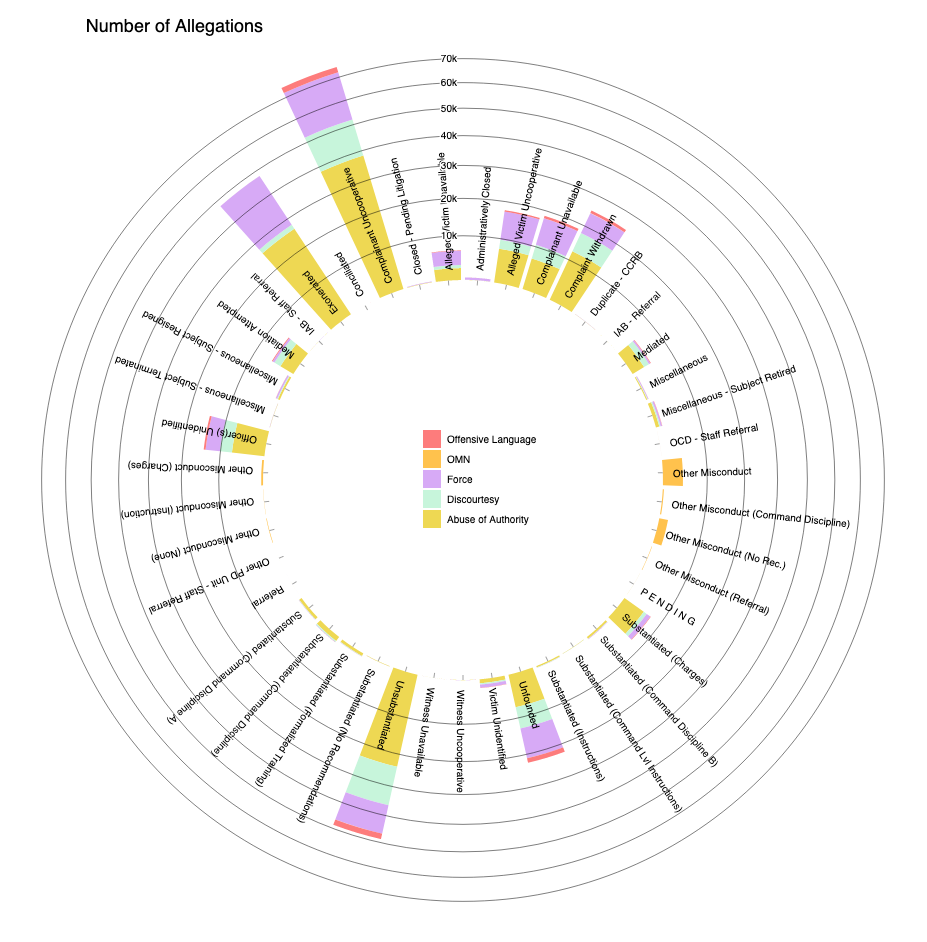 Number of Allegations
70k
60k
50k
40k
30k
20k
10k
Alleged Victim Unavailable
Administratively Closed
Alleged Victim Uncooperative
Complainant Unavailable
Complaint Withdrawn
Duplicate - CCRB
IAB - Referral
Mediated
Miscellaneous
Miscellaneous - Subject Retired
OCD - Staff Referral
Other Misconduct
Other Misconduct (Command Discipline)
Other Misconduct (No Rec.)
Other Misconduct (Referral)
P E N D I N G
Substantiated (Charges)
Substantiated (Command Discipline B)
Substantiated (Command Lvl Instructions)
Substantiated (Instructions)
Unfounded
Victim Unidentified
Witness Uncooperative
Witness Unavailable
Unsubstantiated
Substantiated (No Recommendations)
Substantiated (Formalized Training)
Substantiated (Command Discipline)
Substantiated (Command Discipline A)
Referral
Other PD Unit - Staff Referral
Other Misconduct (None)
Other Misconduct (Instruction)
Other Misconduct (Charges)
Officer(s) Unidentified
Miscellaneous - Subject Terminated
Miscellaneous - Subject Resigned
Mediation Attempted
IAB - Staff Referral
Exonerated
Conciliated
Complainant Uncooperative
Closed - Pending Litigation
Offensive Language
OMN
Force
Discourtesy
Abuse of Authority